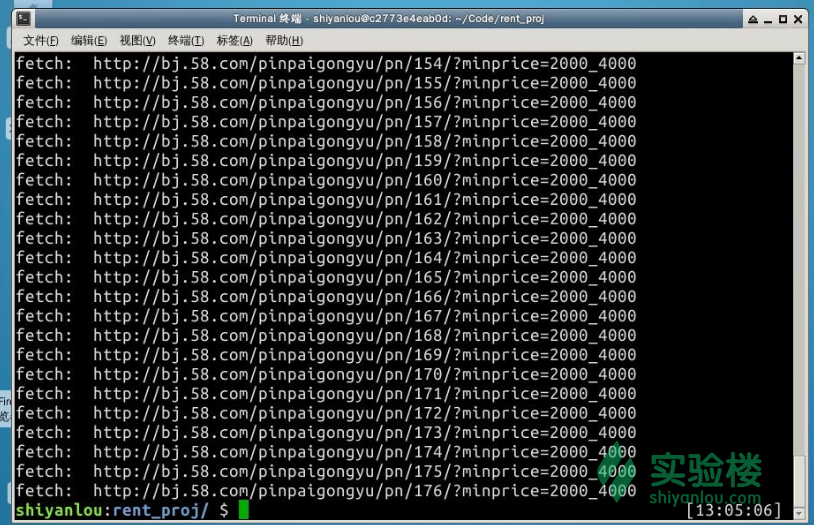 Terminal 终端 - shiyanlou@c2773e4eab0d: ~/Code/rent_proj
文件(F) 编辑(E) 视图(V) 终端(T) 标签(A) 帮助(H)
fetch:  http://bj.58.com/pinpaigongyu/pn/154/?minprice=2000_4000
fetch:  http://bj.58.com/pinpaigongyu/pn/155/?minprice=2000_4000
fetch:  http://bj.58.com/pinpaigongyu/pn/156/?minprice=2000_4000
fetch:  http://bj.58.com/pinpaigongyu/pn/157/?minprice=2000_4000
fetch:  http://bj.58.com/pinpaigongyu/pn/158/?minprice=2000_4000
fetch:  http://bj.58.com/pinpaigongyu/pn/159/?minprice=2000_4000
fetch:  http://bj.58.com/pinpaigongyu/pn/160/?minprice=2000_4000
fetch:  http://bj.58.com/pinpaigongyu/pn/161/?minprice=2000_4000
fetch:  http://bj.58.com/pinpaigongyu/pn/162/?minprice=2000_4000
fetch:  http://bj.58.com/pinpaigongyu/pn/163/?minprice=2000_4000
fetch:  http://bj.58.com/pinpaigongyu/pn/164/?minprice=2000_4000
fetch:  http://bj.58.com/pinpaigongyu/pn/165/?minprice=2000_4000
fetch:  http://bj.58.com/pinpaigongyu/pn/166/?minprice=2000_4000
fetch:  http://bj.58.com/pinpaigongyu/pn/167/?minprice=2000_4000
fetch:  http://bj.58.com/pinpaigongyu/pn/168/?minprice=2000_4000
fetch:  http://bj.58.com/pinpaigongyu/pn/169/?minprice=2000_4000
fetch:  http://bj.58.com/pinpaigongyu/pn/170/?minprice=2000_4000
fetch:  http://bj.58.com/pinpaigongyu/pn/171/?minprice=2000_4000
fetch:  http://bj.58.com/pinpaigongyu/pn/172/?minprice=2000_4000
fetch:  http://bj.58.com/pinpaigongyu/pn/173/?minprice=2000_4000
fetch:  http://bj.58.com/pinpaigongyu/pn/174/?minprice=2000_4000
fetch:  http://bj.58.com/pinpaigongyu/pn/175/?minprice=2000_4000
fetch:  http://bj.58.com/pinpaigongyu/pn/176/?minprice=2000_4000
shiyanlou:rent_proj/ $ [13:05:06]
实验楼
shiyanlou.com